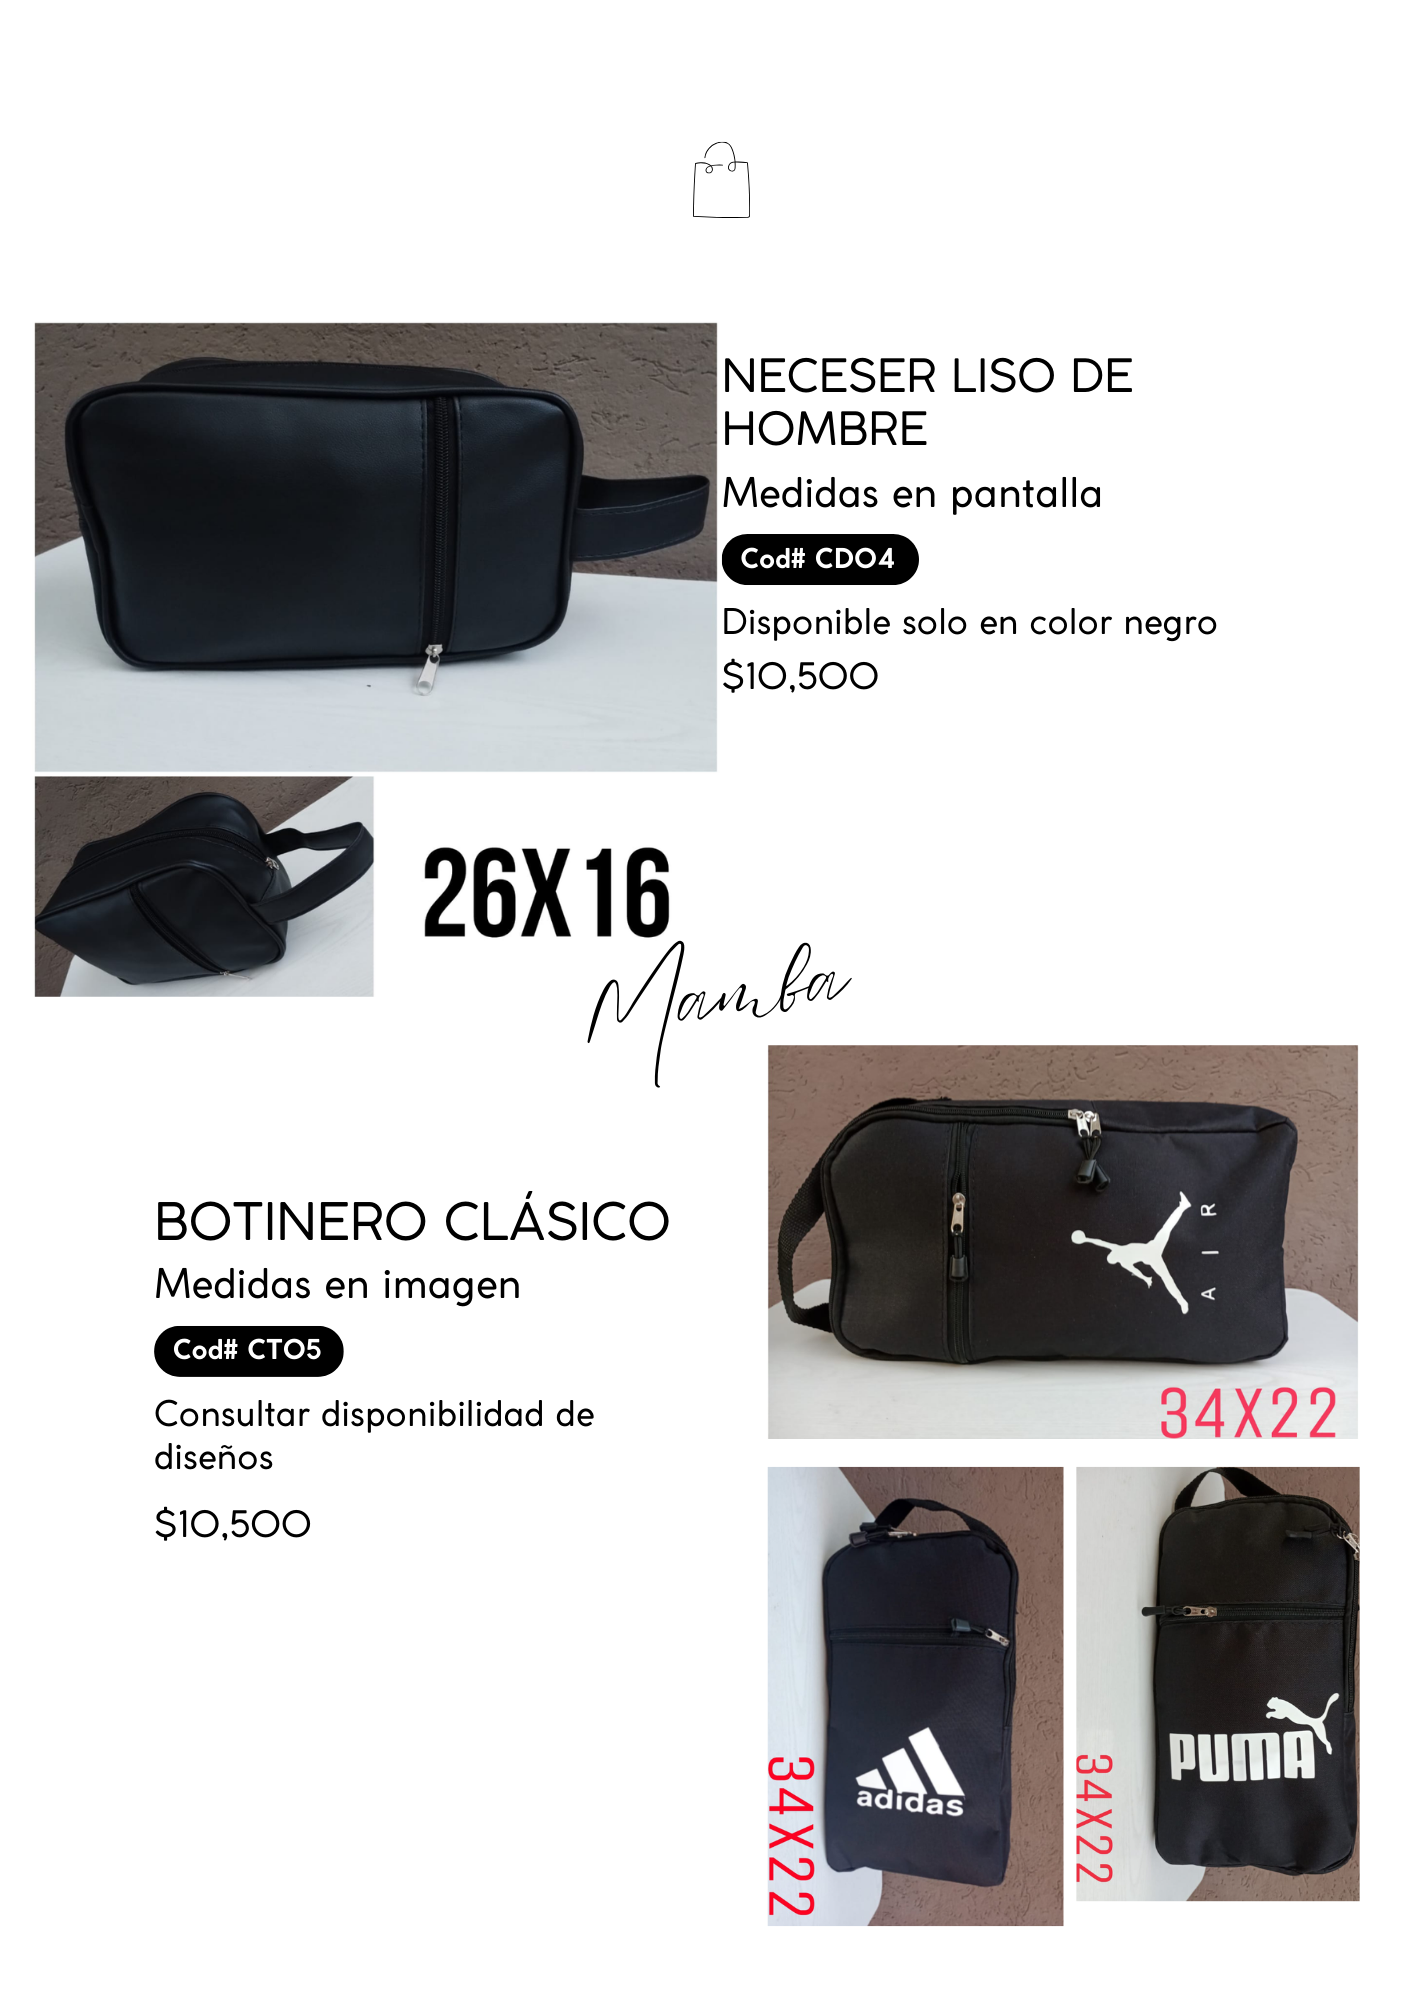 NECESER LISO DE
HOMBRE
Medidas en pantalla
Cod# CD04
Disponible solo en color negro
$10,500
26X16
Mamba
BOTINERO CLÁSICO
Medidas en imagen
Cod# CT05
Consultar disponibilidad de
diseños
$10,500
AIR
34X22
adidas
34X22
PUMA
34X22